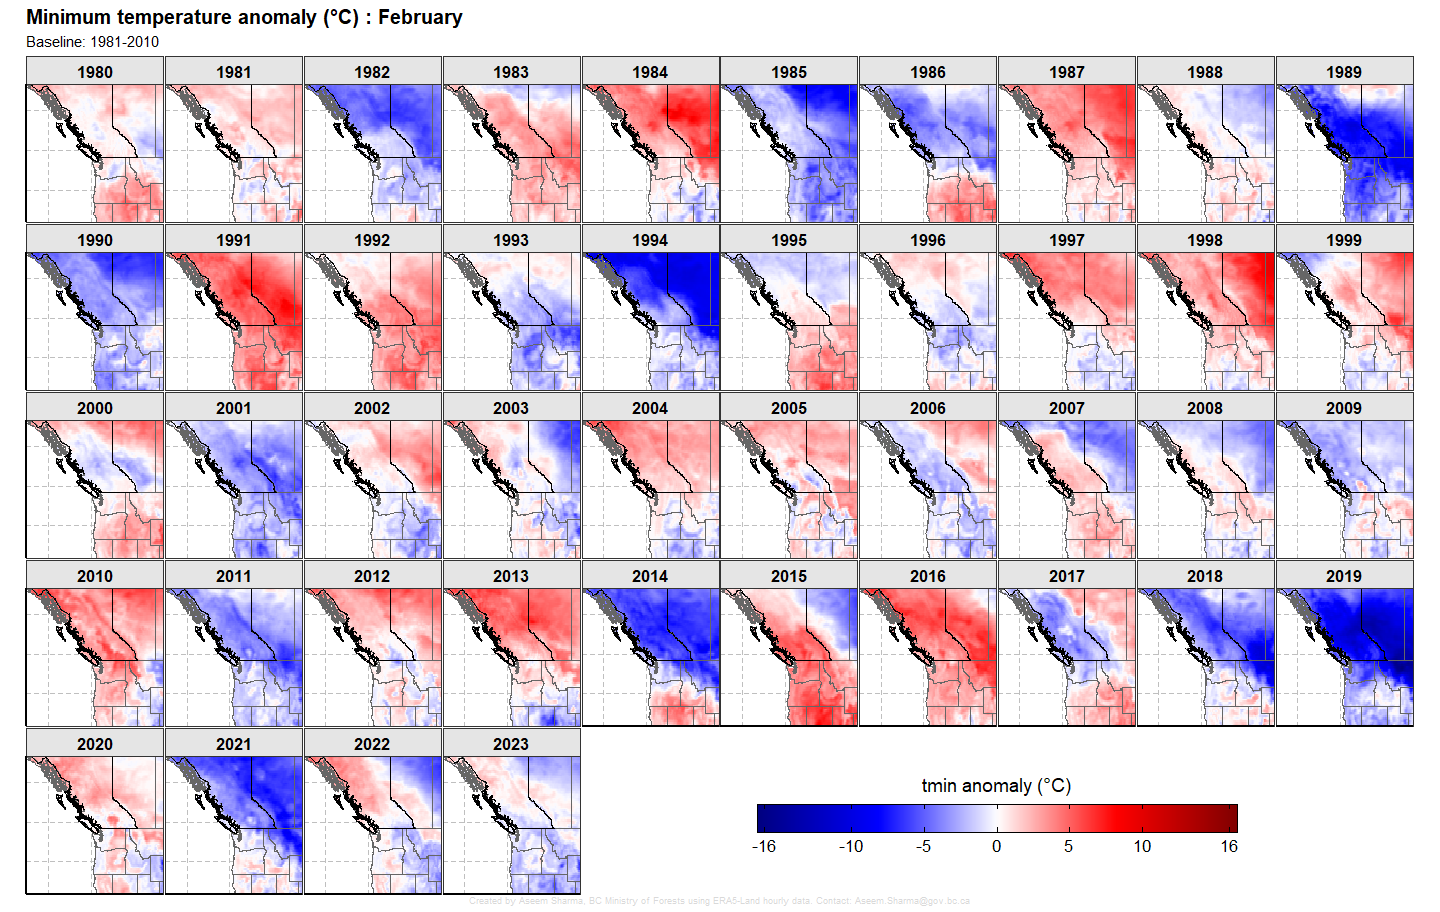 Minimum temperature anomaly (°C) : February
Baseline: 1981-2010
1980 1981 1982 1983 1984 1985 1986 1987 1988 1989
1990 1991 1992 1993 1994 1995 1996 1997 1998 1999
2000 2001 2002 2003 2004 2005 2006 2007 2008 2009
2010 2011 2012 2013 2014 2015 2016 2017 2018 2019
2020 2021 2022 2023
tmin anomaly (°C)
-16 -10 -5 0 5 10 16
Created by Aseem Sharma, BC Ministry of Forests using ERA5-Land hourly data. Contact: Aseem.Sharma@gov.bc.ca